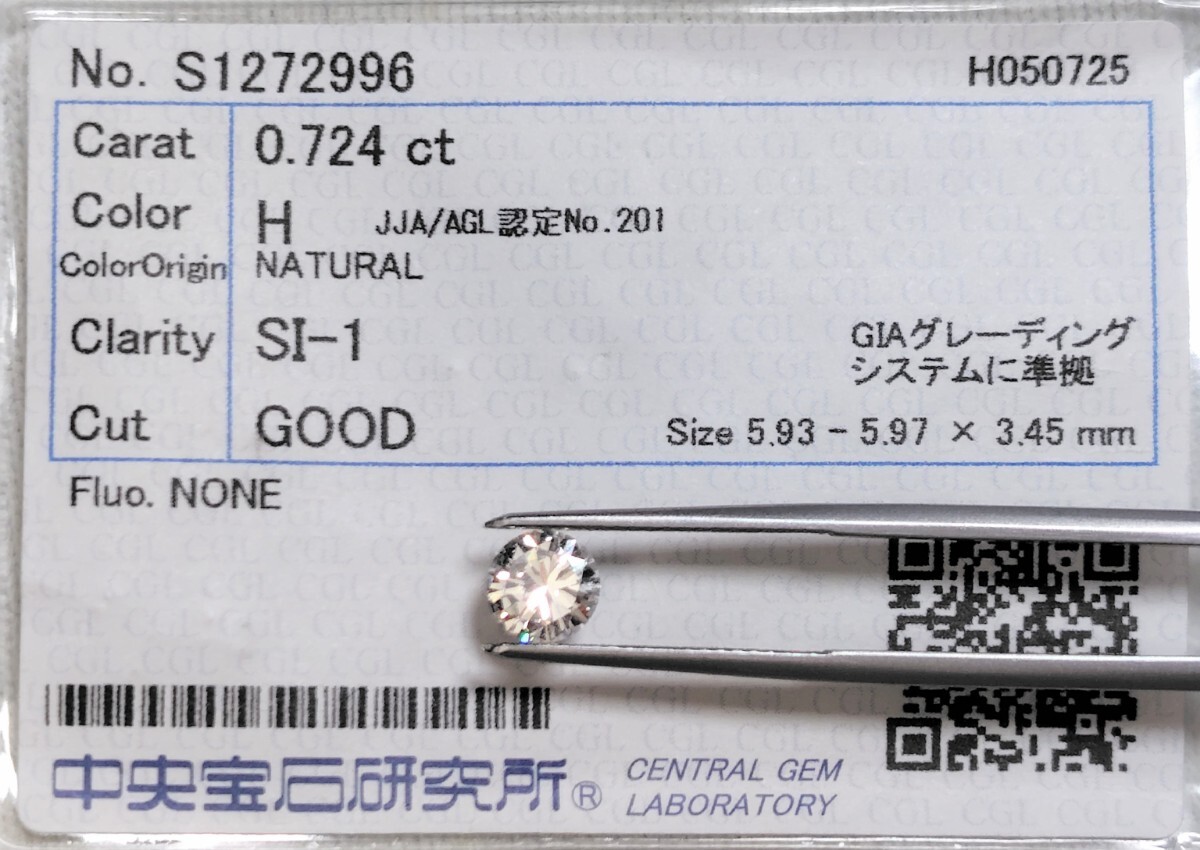 No. S1272996 H050725
Carat 0.724 ct
Color H JJA/AGL認定No.201
ColorOrigin NATURAL
Clarity SI-1 GIAグレーディング
システムに準拠
Cut GOOD Size 5.93 - 5.97 × 3.45 mm
Fluo. NONE
中央宝石研究所® CENTRAL GEM
LABORATORY